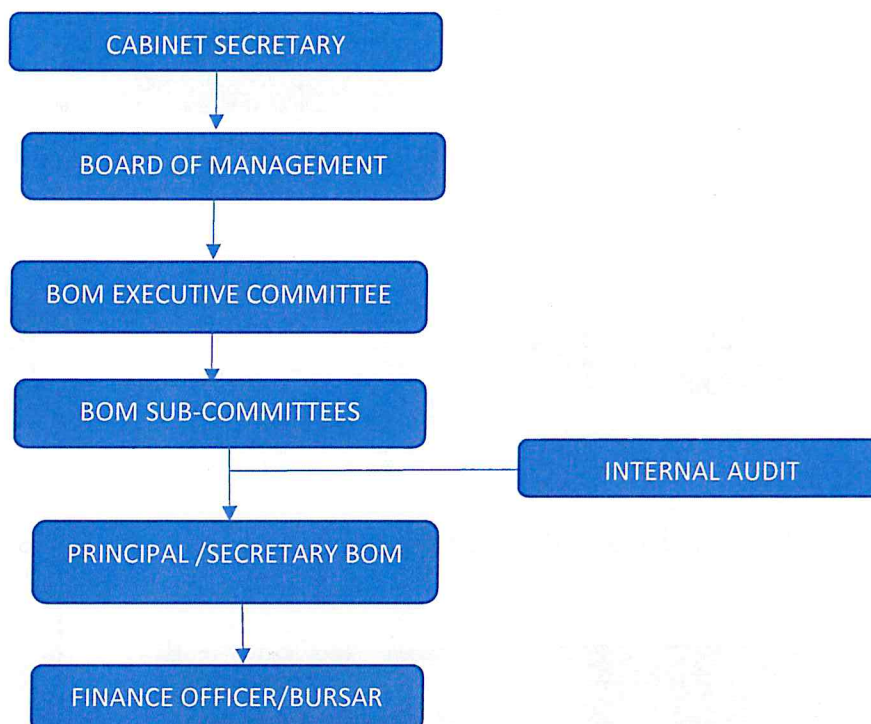 CABINET SECRETARY
BOARD OF MANAGEMENT
BOM EXECUTIVE COMMITTEE
BOM SUB-COMMITTEES
INTERNAL AUDIT
PRINCIPAL /SECRETARY BOM
FINANCE OFFICER/BURSAR